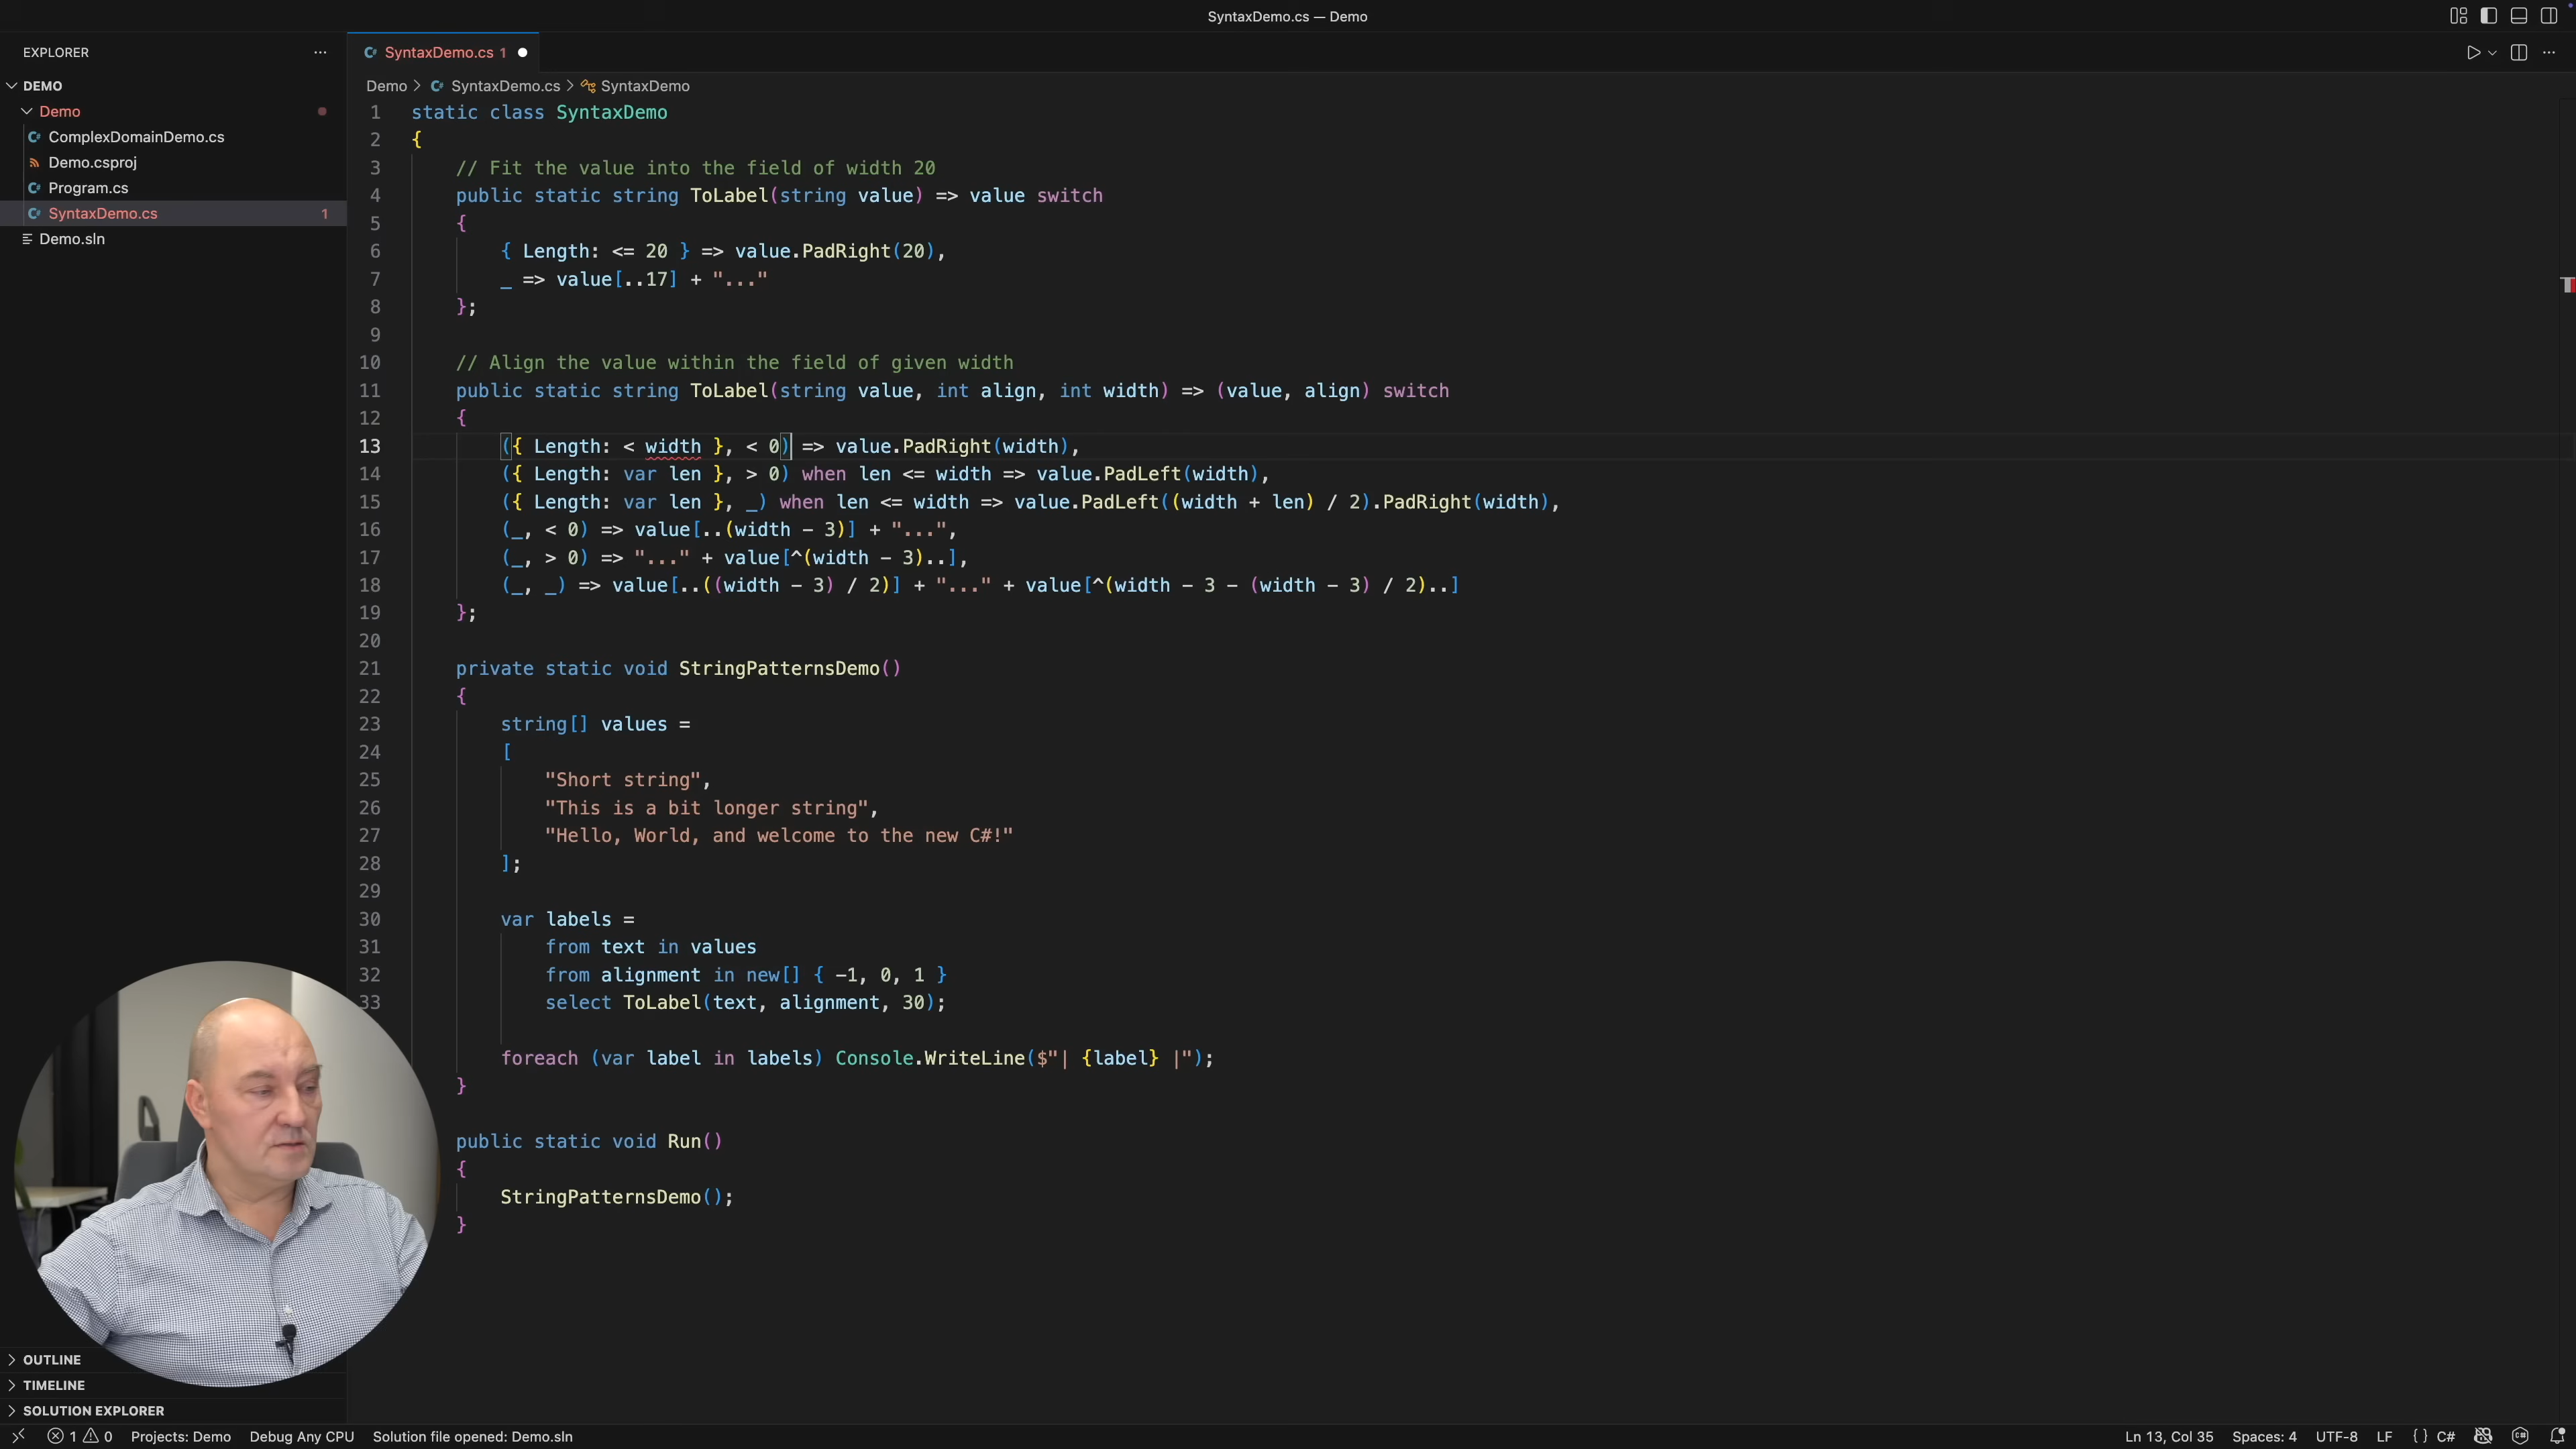 SyntaxDemo.cs — Demo
EXPLORER
DEMO
Demo
ComplexDomainDemo.cs
Demo.csproj
Program.cs
SyntaxDemo.cs 1
Demo.sln
OUTLINE
TIMELINE
SOLUTION EXPLORER
SyntaxDemo.cs 1
Demo > SyntaxDemo.cs > SyntaxDemo
1 static class SyntaxDemo
2 {
3 // Fit the value into the field of width 20
4 public static string ToLabel(string value) => value switch
5 {
6 { Length: <= 20 } => value.PadRight(20),
7 _ => value[..17] + "..."
8 };
9
10 // Align the value within the field of given width
11 public static string ToLabel(string value, int align, int width) => (value, align) switch
12 {
13 ({ Length: < width }, < 0) => value.PadRight(width),
14 ({ Length: var len }, > 0) when len <= width => value.PadLeft(width),
15 ({ Length: var len }, _) when len <= width => value.PadLeft((width + len) / 2).PadRight(width),
16 (_, < 0) => value[..(width - 3)] + "...",
17 (_, > 0) => "..." + value[^(width - 3)..],
18 (_, _) => value[..((width - 3) / 2)] + "..." + value[^(width - 3 - (width - 3) / 2)..]
19 };
20
21 private static void StringPatternsDemo()
22 {
23 string[] values =
24 [
25 "Short string",
26 "This is a bit longer string",
27 "Hello, World, and welcome to the new C#!"
28 ];
29
30 var labels =
31 from text in values
32 from alignment in new[] { -1, 0, 1 }
33 select ToLabel(text, alignment, 30);
foreach (var label in labels) Console.WriteLine($"| {label} |");
}
public static void Run()
{
StringPatternsDemo();
}
1 0 Projects: Demo Debug Any CPU Solution file opened: Demo.sln Ln 13, Col 35 Spaces: 4 UTF-8 LF { } C#